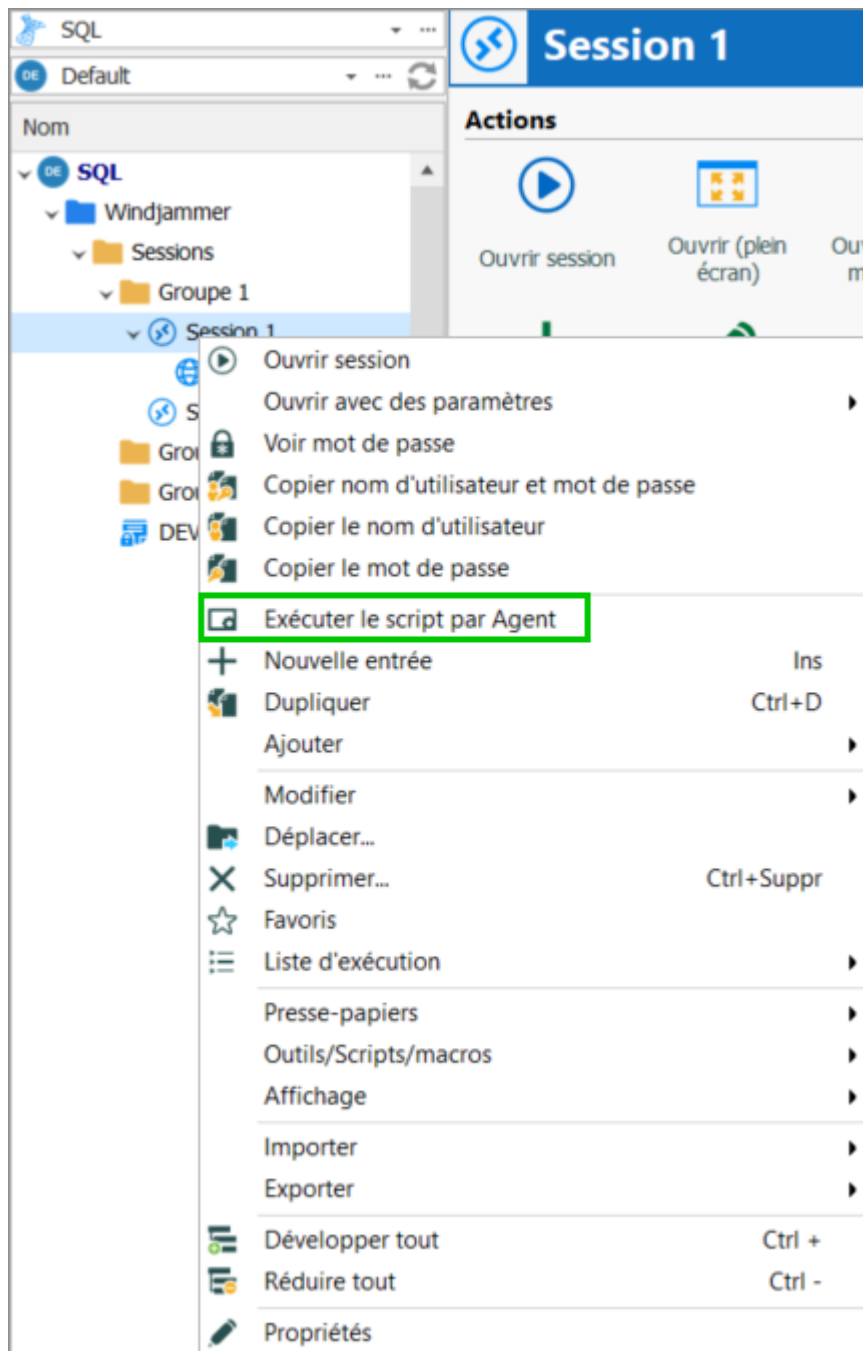 SQL
Default
Nom
SQL
Windjammer
Sessions
Groupe 1
Session 1
DEV
Session 1
Actions
Ouvrir session
Ouvrir (plein
écran)
Ouvrir session
Ouvrir avec des paramètres
Voir mot de passe
Copier nom d'utilisateur et mot de passe
Copier le nom d'utilisateur
Copier le mot de passe
Exécuter le script par Agent
Nouvelle entrée Ins
Dupliquer Ctrl+D
Ajouter
Modifier
Déplacer...
Supprimer... Ctrl+Suppr
Favoris
Liste d'exécution
Presse-papiers
Outils/Scripts/macros
Affichage
Importer
Exporter
Développer tout Ctrl +
Réduire tout Ctrl -
Propriétés